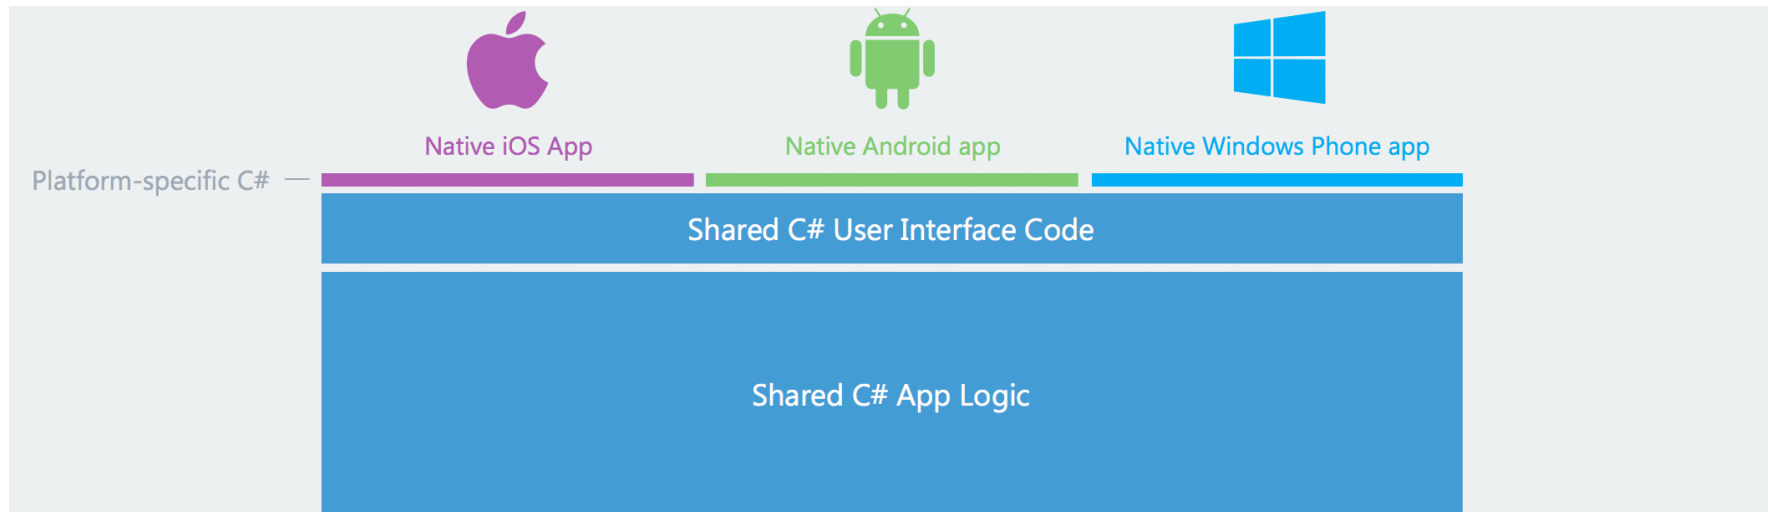 Native iOS App
Native Android app
Native Windows Phone app
Platform-specific C#
Shared C# User Interface Code
Shared C# App Logic